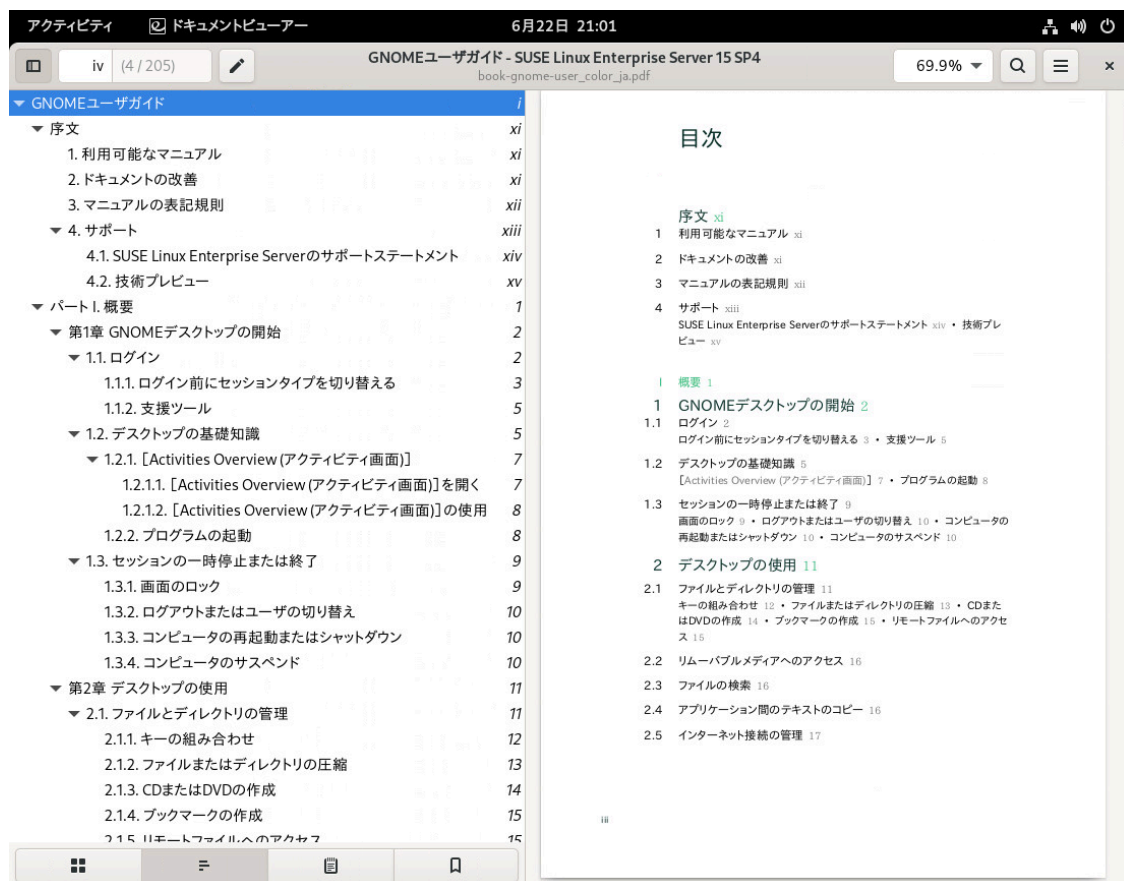 アクティビティ ドキュメントビューアー 6月22日 21:01
iv (4 / 205) GNOMEユーザガイド - SUSE Linux Enterprise Server 15 SP4 69.9%
book-gnome-user_color_ja.pdf
GNOMEユーザガイド i
序文 xi
1. 利用可能なマニュアル xi
2. ドキュメントの改善 xi
3. マニュアルの表記規則 xii
4. サポート xiii
4.1. SUSE Linux Enterprise Serverのサポートステートメント xiv
4.2. 技術プレビュー xv
パート I. 概要 1
第1章 GNOMEデスクトップの開始 2
1.1. ログイン 2
1.1.1. ログイン前にセッションタイプを切り替える 3
1.1.2. 支援ツール 5
1.2. デスクトップの基礎知識 5
1.2.1. [Activities Overview (アクティビティ画面)] 7
1.2.1.1. [Activities Overview (アクティビティ画面)]を開く 7
1.2.1.2. [Activities Overview (アクティビティ画面)]の使用 8
1.2.2. プログラムの起動 8
1.3. セッションの一時停止または終了 9
1.3.1. 画面のロック 9
1.3.2. ログアウトまたはユーザの切り替え 10
1.3.3. コンピュータの再起動またはシャットダウン 10
1.3.4. コンピュータのサスペンド 10
第2章 デスクトップの使用 11
2.1. ファイルとディレクトリの管理 11
2.1.1. キーの組み合わせ 12
2.1.2. ファイルまたはディレクトリの圧縮 13
2.1.3. CDまたはDVDの作成 14
2.1.4. ブックマークの作成 15
2.1.5. リモートファイルへのアクセス 15
目次
序文 xi
1 利用可能なマニュアル xi
2 ドキュメントの改善 xi
3 マニュアルの表記規則 xii
4 サポート xiii
SUSE Linux Enterprise Serverのサポートステートメント xiv • 技術プレ
ビュー xv
I 概要 1
1 GNOMEデスクトップの開始 2
1.1 ログイン 2
ログイン前にセッションタイプを切り替える 3 • 支援ツール 5
1.2 デスクトップの基礎知識 5
[Activities Overview (アクティビティ画面)] 7 • プログラムの起動 8
1.3 セッションの一時停止または終了 9
画面のロック 9 • ログアウトまたはユーザの切り替え 10 • コンピュータの
再起動またはシャットダウン 10 • コンピュータのサスペンド 10
2 デスクトップの使用 11
2.1 ファイルとディレクトリの管理 11
キーの組み合わせ 12 • ファイルまたはディレクトリの圧縮 13 • CDまた
はDVDの作成 14 • ブックマークの作成 15 • リモートファイルへのアクセ
ス 15
2.2 リムーバブルメディアへのアクセス 16
2.3 ファイルの検索 16
2.4 アプリケーション間のテキストのコピー 16
2.5 インターネット接続の管理 17
iii